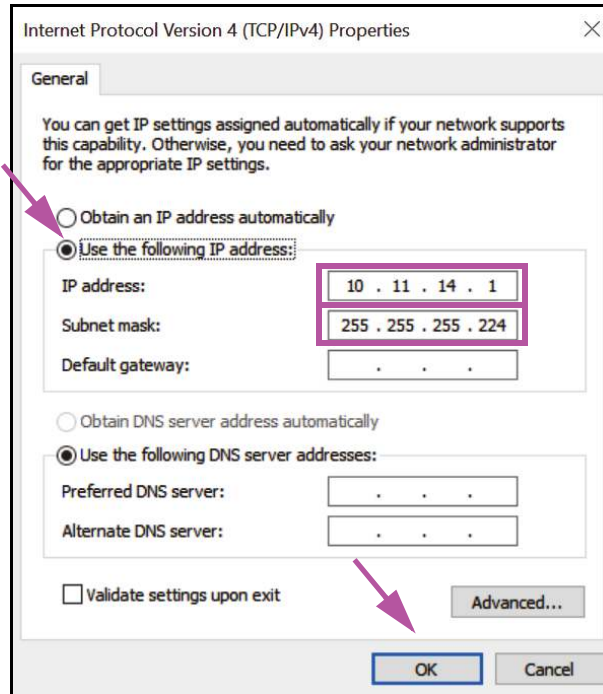 Internet Protocol Version 4 (TCP/IPv4) Properties
General
You can get IP settings assigned automatically if your network supports
this capability. Otherwise, you need to ask your network administrator
for the appropriate IP settings.
Obtain an IP address automatically
Use the following IP address:
IP address: 10 . 11 . 14 . 1
Subnet mask: 255 . 255 . 255 . 224
Default gateway: . . .
Obtain DNS server address automatically
Use the following DNS server addresses:
Preferred DNS server: . . .
Alternate DNS server: . . .
Validate settings upon exit
Advanced...
OK Cancel